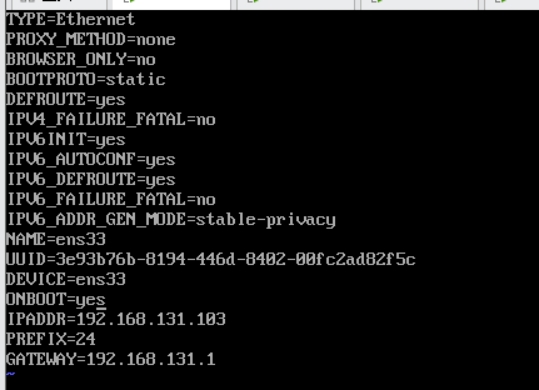 TYPE=Ethernet
PROXY_METHOD=none
BROWSER_ONLY=no
BOOTPROTO=static
DEFROUTE=yes
IPV4_FAILURE_FATAL=no
IPV6INIT=yes
IPV6_AUTOCONF=yes
IPV6_DEFROUTE=yes
IPV6_FAILURE_FATAL=no
IPV6_ADDR_GEN_MODE=stable-privacy
NAME=ens33
UUID=3e93b76b-8194-446d-8402-00fc2ad82f5c
DEVICE=ens33
ONBOOT=yes
IPADDR=192.168.131.103
PREFIX=24
GATEWAY=192.168.131.1
~